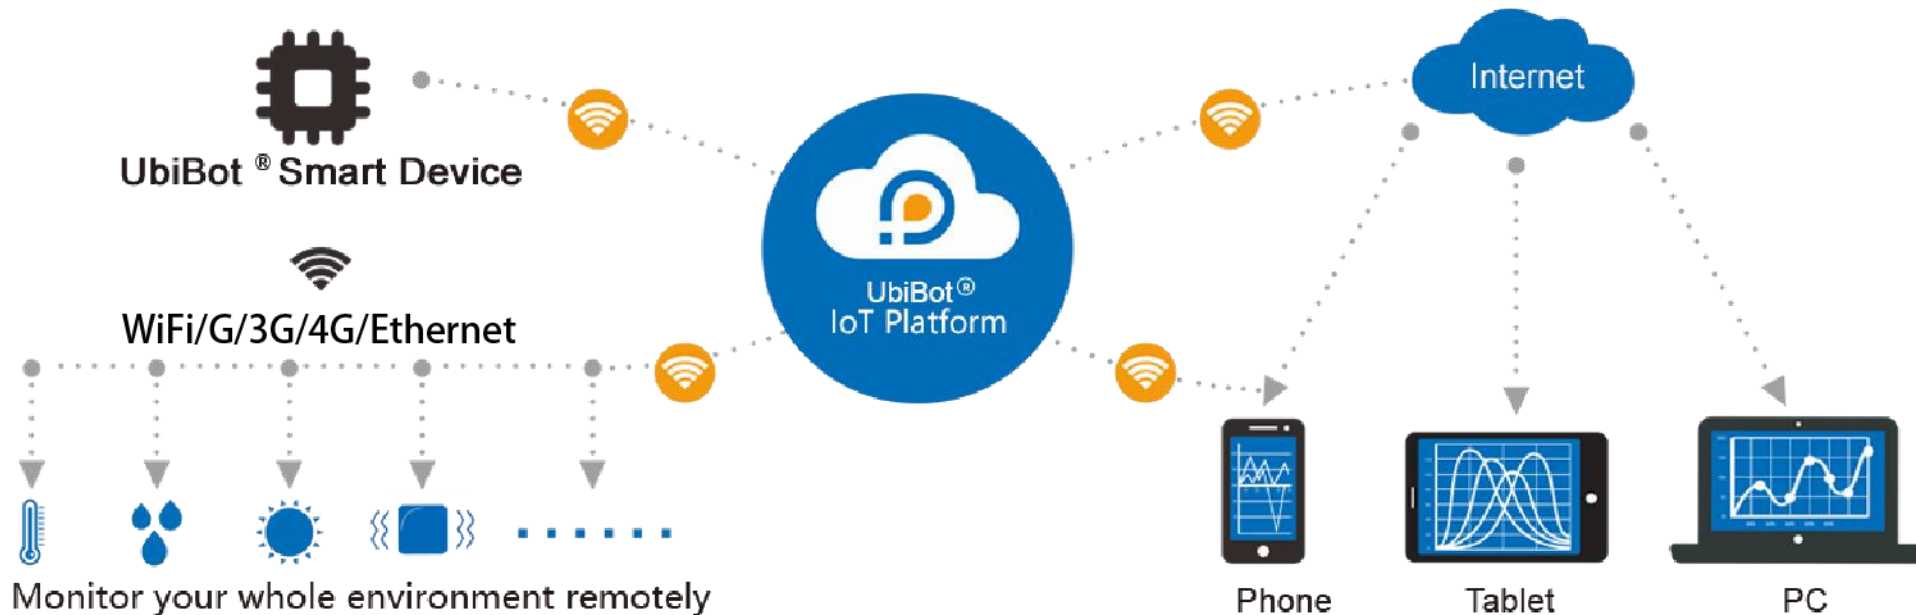 UbiBot ® Smart Device
WiFi/G/3G/4G/Ethernet
Monitor your whole environment remotely
UbiBot®
IoT Platform
Internet
Phone
Tablet
PC